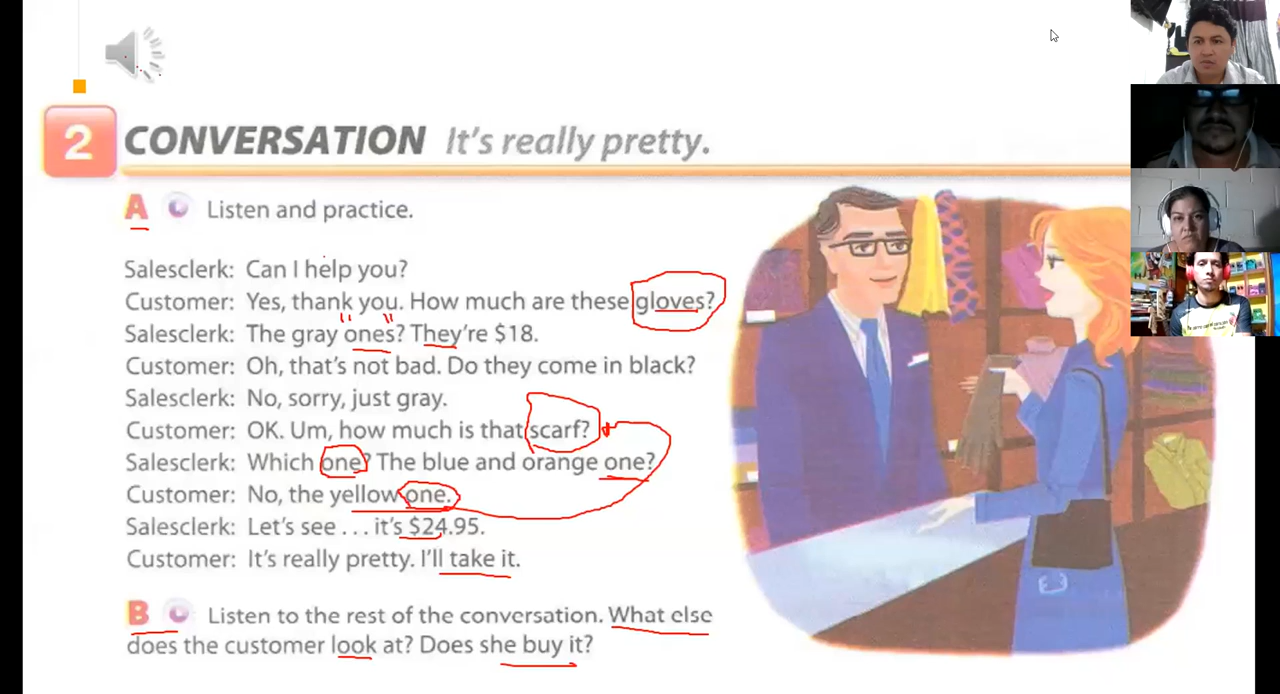 2 CONVERSATION It's really pretty.
A Listen and practice.
Salesclerk: Can I help you?
Customer: Yes, thank you. How much are these gloves?
Salesclerk: The gray ones? They're $18.
Customer: Oh, that's not bad. Do they come in black?
Salesclerk: No, sorry, just gray.
Customer: OK. Um, how much is that scarf?
Salesclerk: Which one? The blue and orange one?
Customer: No, the yellow one.
Salesclerk: Let's see . . . it's $24.95.
Customer: It's really pretty. I'll take it.
B Listen to the rest of the conversation. What else
does the customer look at? Does she buy it?